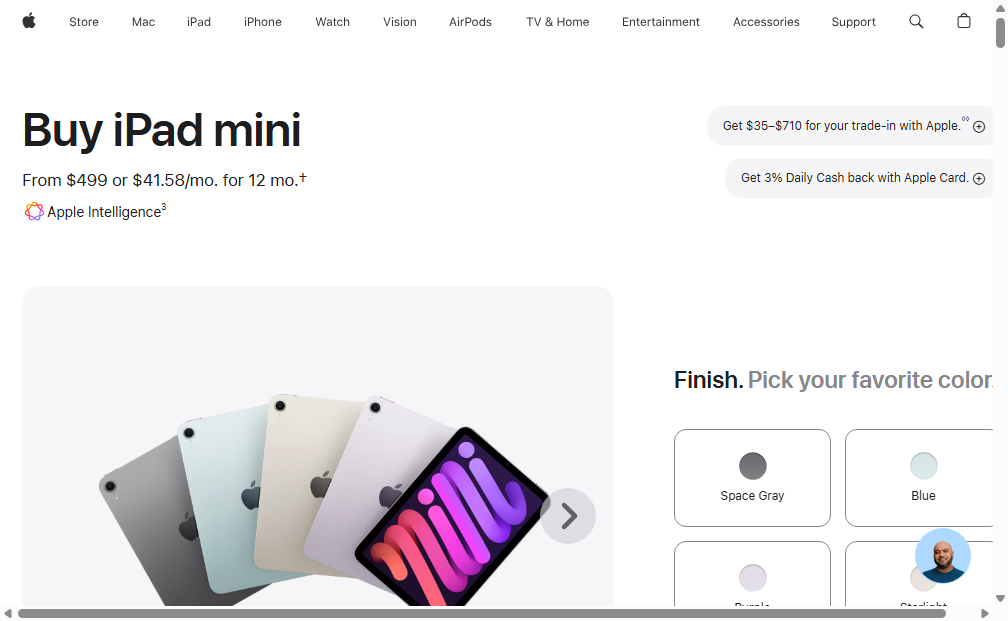 Store Mac iPad iPhone Watch Vision AirPods TV & Home Entertainment Accessories Support
Buy iPad mini
From $499 or $41.58/mo. for 12 mo.†
Apple Intelligence³
Get $35–$710 for your trade-in with Apple.◊◊
Get 3% Daily Cash back with Apple Card.
Finish. Pick your favorite color.
Space Gray
Blue
Purple
Starlight